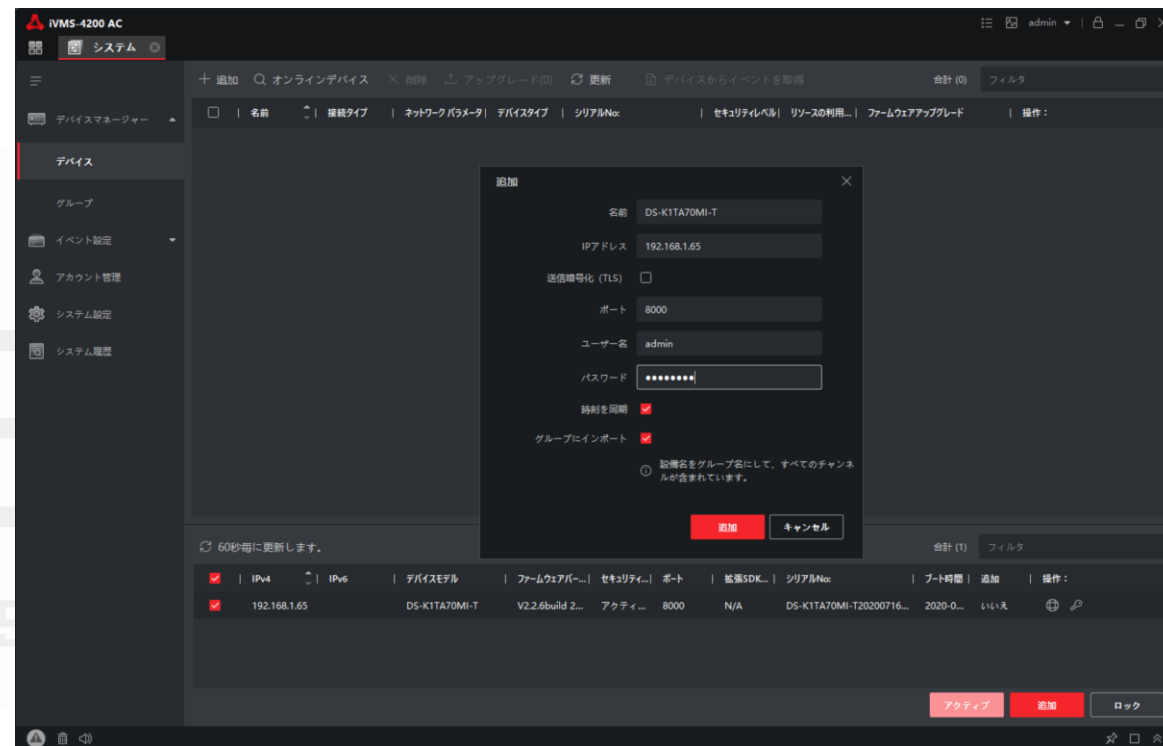 iVMS-4200 AC
admin
システム
追加 オンラインデバイス 削除 アップグレード(0) 更新 デバイスからイベントを取得 合計 (0) フィルタ
名前 接続タイプ ネットワークパラメータ デバイスタイプ シリアルNo: セキュリティレベル リソースの利用... ファームウェアアップグレード 操作：
デバイスマネージャー
デバイス
グループ
イベント設定
アカウント管理
システム設定
システム履歴
追加
名前 DS-K1TA70MI-T
IPアドレス 192.168.1.65
送信暗号化 (TLS)
ポート 8000
ユーザー名 admin
パスワード ●●●●●●●●
時刻を同期
グループにインポート
設備名をグループ名にして、すべてのチャンネ
ルが含まれています。
追加 キャンセル
60秒毎に更新します。 合計 (1) フィルタ
IPv4 IPv6 デバイスモデル ファームウェアバー... セキュリティ... ポート 拡張SDK... シリアルNo: ブート時間 追加 操作：
192.168.1.65 DS-K1TA70MI-T V2.2.6build 2... アクティ... 8000 N/A DS-K1TA70MI-T20200716... 2020-0... いいえ
アクティブ 追加 ロック